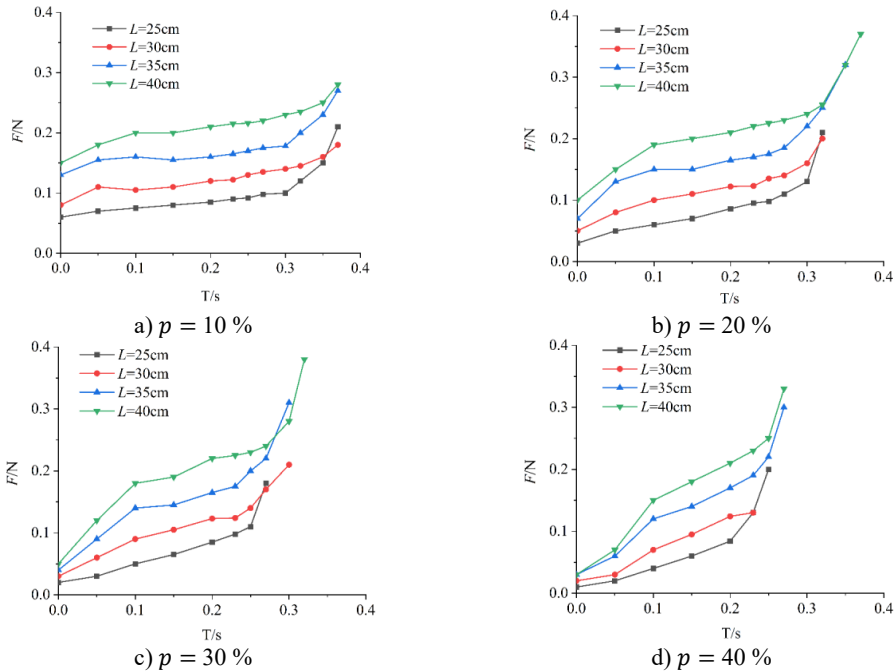 0.4
L=25cm
L=30cm
L=35cm
L=40cm
0.3
F/N
0.2
0.1
0.0
0.0 0.1 0.2 0.3 0.4
T/s
a) p = 10 %
0.4
L=25cm
L=30cm
L=35cm
L=40cm
0.3
F/N
0.2
0.1
0.0
0.0 0.1 0.2 0.3 0.4
T/s
b) p = 20 %
0.4
L=25cm
L=30cm
L=35cm
L=40cm
0.3
F/N
0.2
0.1
0.0
0.0 0.1 0.2 0.3 0.4
T/s
c) p = 30 %
0.4
L=25cm
L=30cm
L=35cm
L=40cm
0.3
F/N
0.2
0.1
0.0
0.0 0.1 0.2 0.3 0.4
T/s
d) p = 40 %